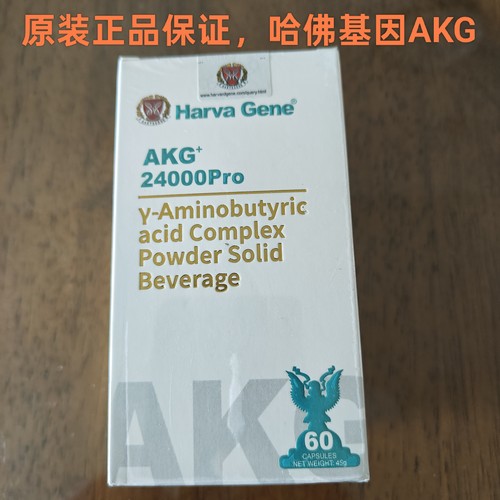 原装正品保证，哈佛基因AKG
Harva Gene®
AKG⁺
24000Pro
γ-Aminobutyric
acid Complex
Powder Solid
Beverage
AKG
60
CAPSULES
NET WEIGHT: 45g